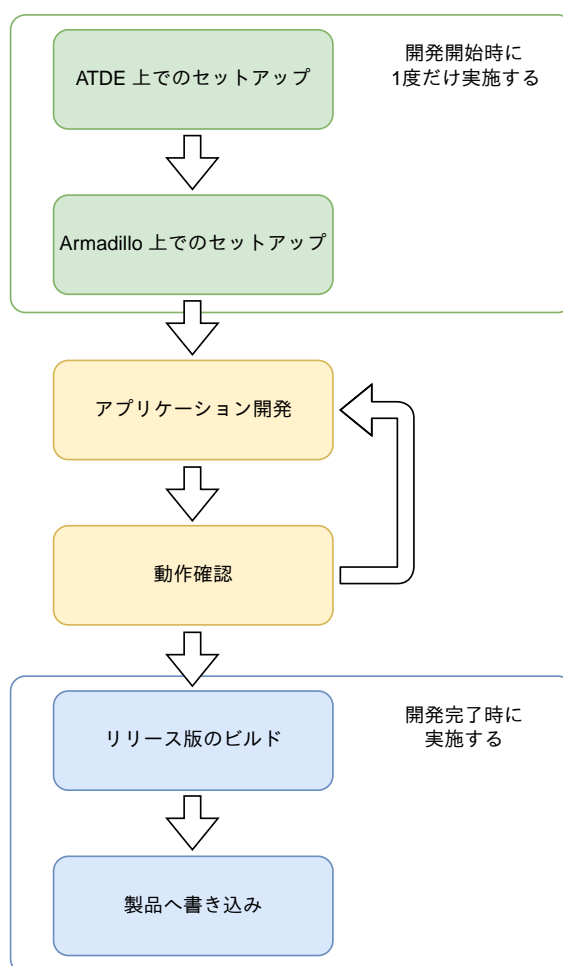 ATDE 上でのセットアップ
開発開始時に
1度だけ実施する
Armadillo 上でのセットアップ
アプリケーション開発
動作確認
リリース版のビルド
開発完了時に
実施する
製品へ書き込み